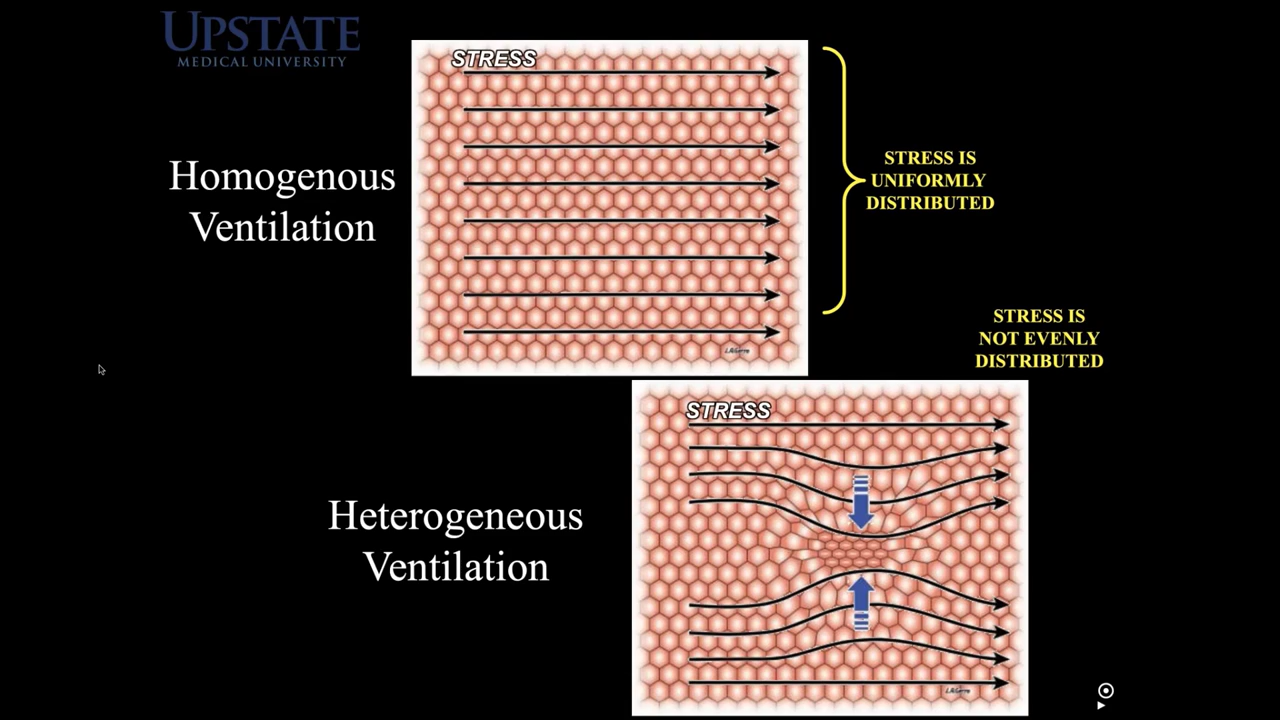 UPSTATE
MEDICAL UNIVERSITY
STRESS
Homogenous
Ventilation
STRESS IS
UNIFORMLY
DISTRIBUTED
STRESS IS
NOT EVENLY
DISTRIBUTED
STRESS
Heterogeneous
Ventilation